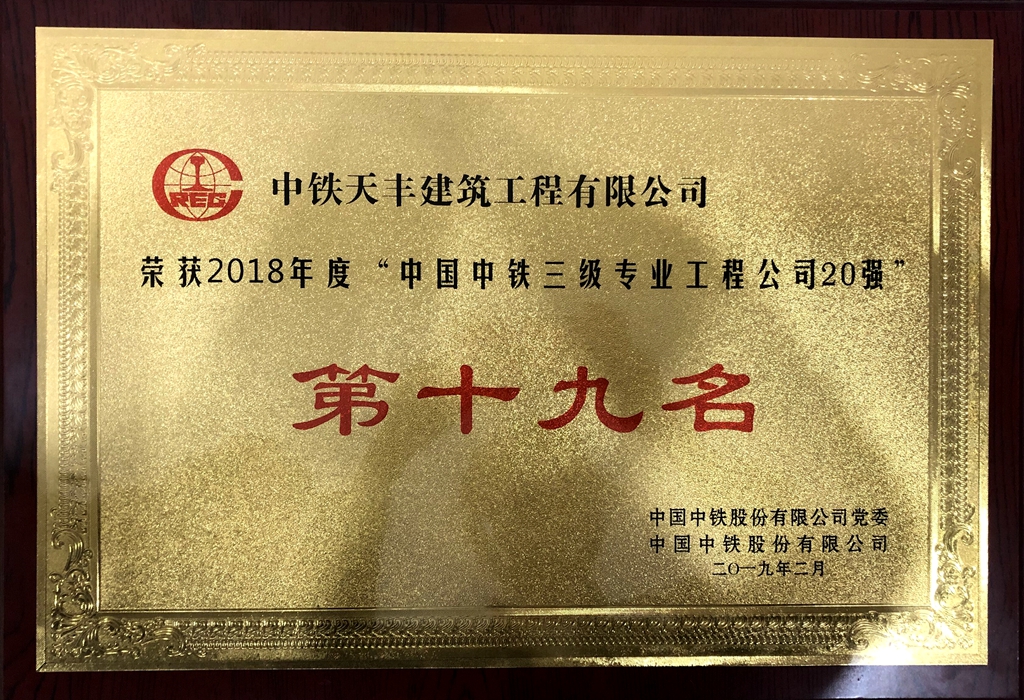 CREG
中铁天丰建筑工程有限公司
荣获2018年度“中国中铁三级专业工程公司20强”
第十九名
中国中铁股份有限公司党委
中国中铁股份有限公司
二〇一九年二月